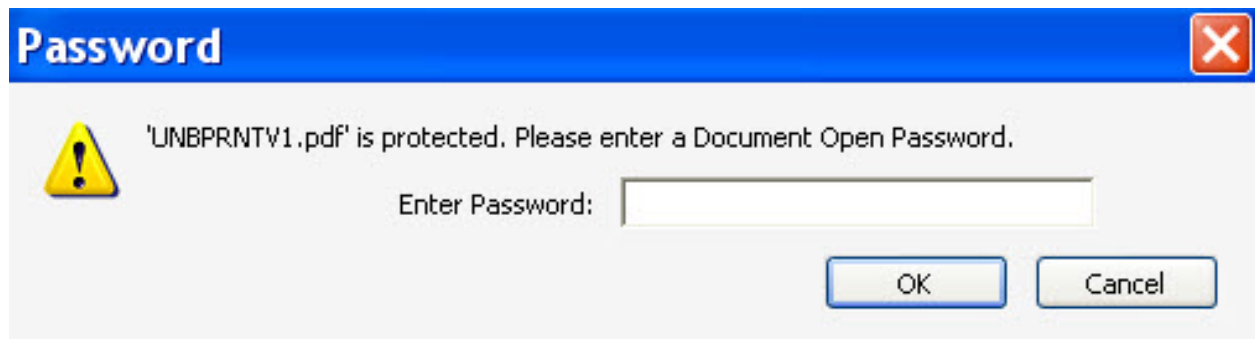 Password
'UNBPRNTV1.pdf' is protected. Please enter a Document Open Password.
Enter Password:
OK Cancel